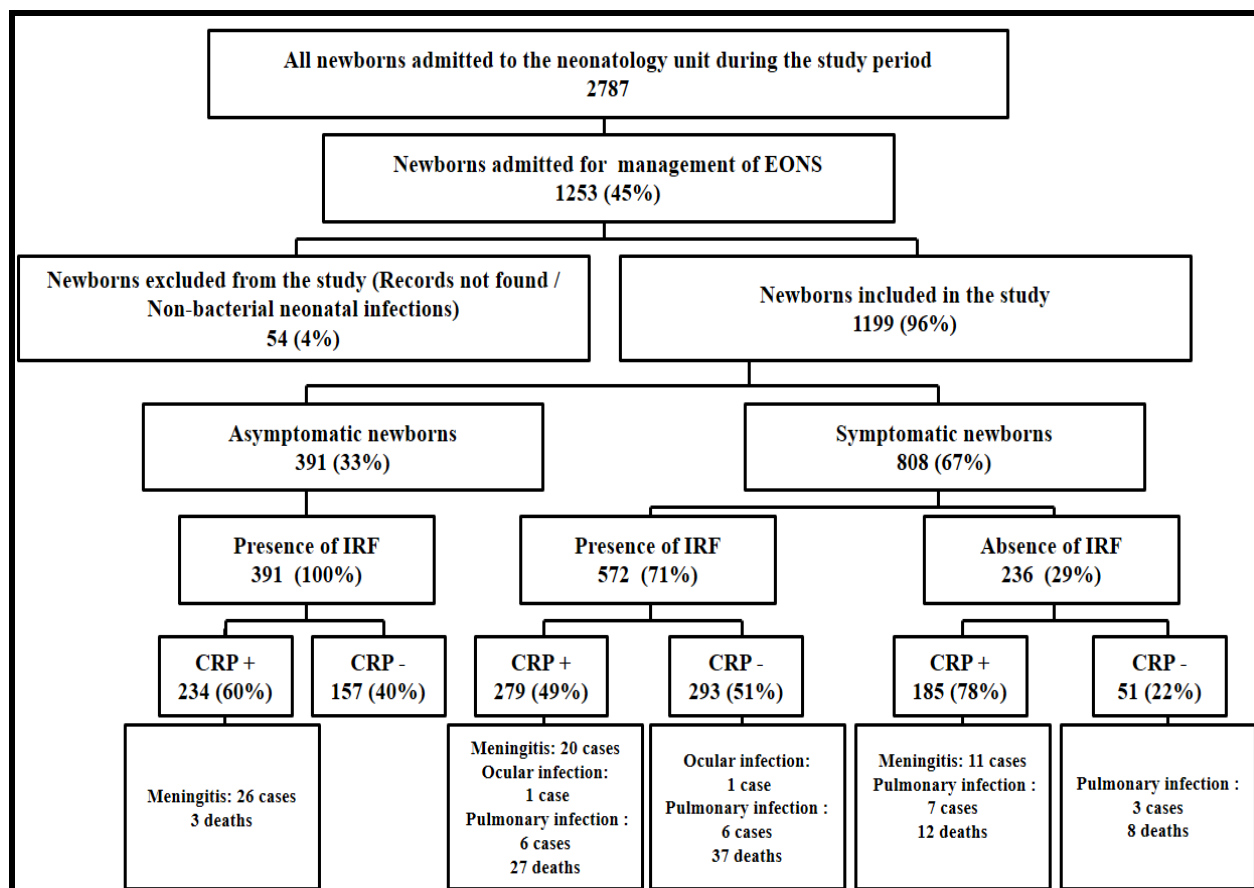 All newborns admitted to the neonatology unit during the study period
2787
Newborns admitted for management of EONS
1253 (45%)
Newborns excluded from the study (Records not found /
Non-bacterial neonatal infections)
54 (4%)
Newborns included in the study
1199 (96%)
Asymptomatic newborns
391 (33%)
Symptomatic newborns
808 (67%)
Presence of IRF
391 (100%)
Presence of IRF
572 (71%)
Absence of IRF
236 (29%)
CRP +
234 (60%)
CRP -
157 (40%)
CRP +
279 (49%)
CRP -
293 (51%)
CRP +
185 (78%)
CRP -
51 (22%)
Meningitis: 26 cases
3 deaths
Meningitis: 20 cases
Ocular infection:
1 case
Pulmonary infection :
6 cases
27 deaths
Ocular infection:
1 case
Pulmonary infection :
6 cases
37 deaths
Meningitis: 11 cases
Pulmonary infection :
7 cases
12 deaths
Pulmonary infection :
3 cases
8 deaths